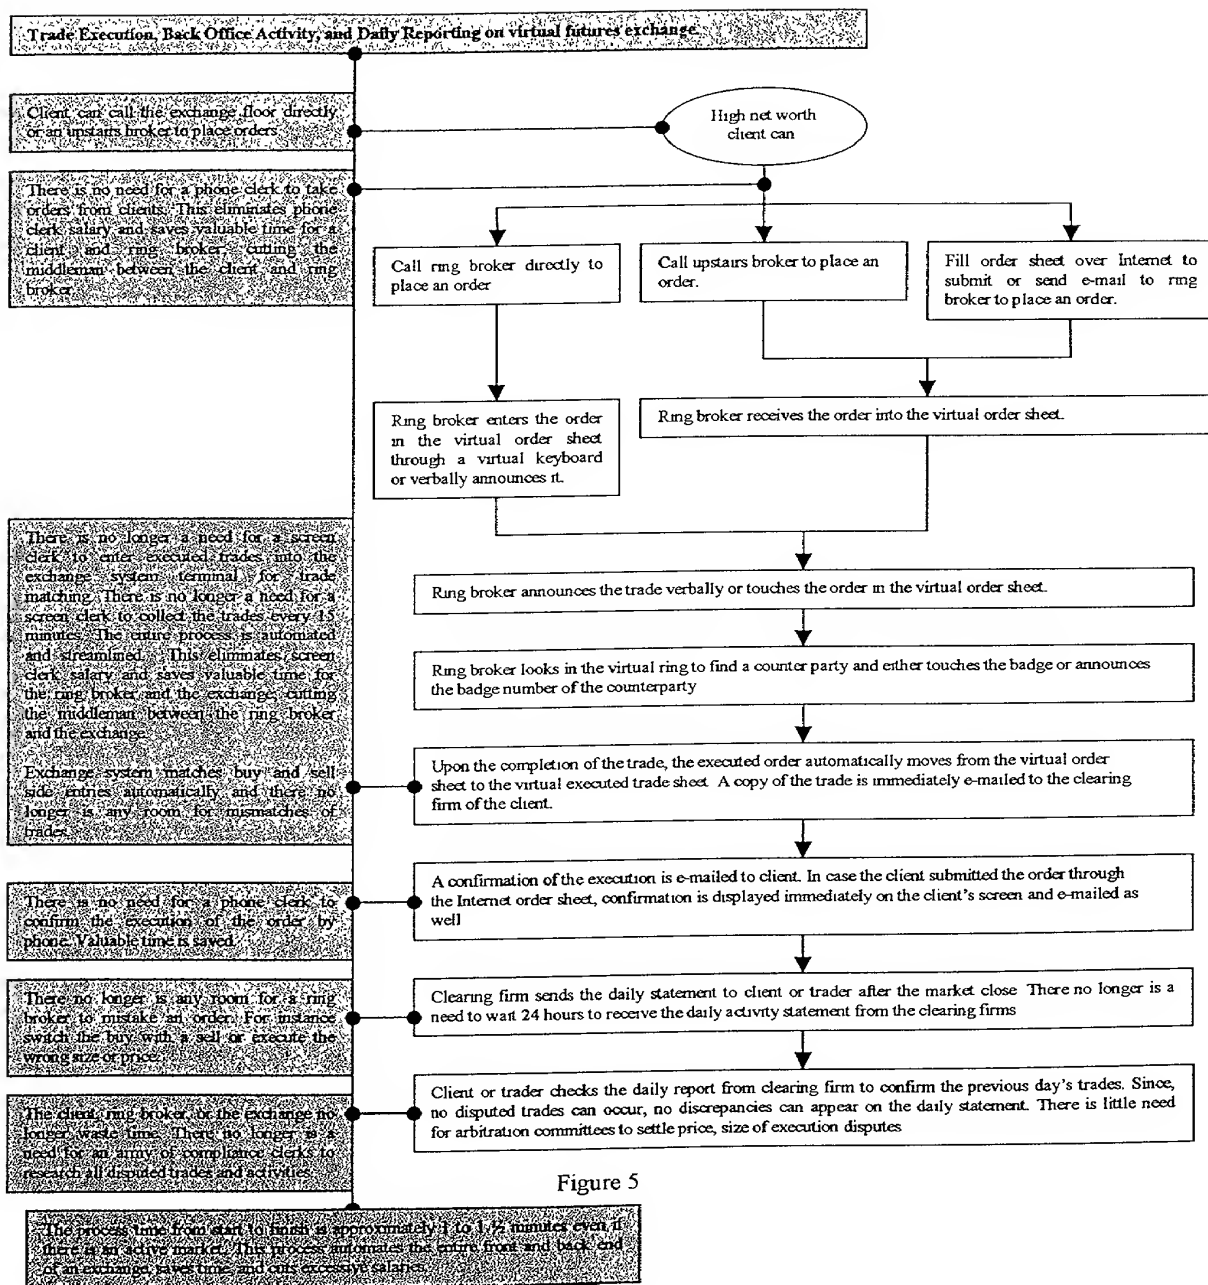 Trade Execution, Back Office Activity, and Daily Reporting on virtual futures exchange.
Client can call the exchange floor directly
or an upstairs broker to place orders
High net worth
client can
There is no need for a phone clerk to take
orders from clients. This eliminates phone
clerk salary and saves valuable time for a
client and ring broker, cutting the
middleman between the client and ring
broker.
Call ring broker directly to
place an order
Call upstairs broker to place an
order.
Fill order sheet over Internet to
submit or send e-mail to ring
broker to place an order.
Ring broker enters the order
in the virtual order sheet
through a virtual keyboard
or verbally announces it.
Ring broker receives the order into the virtual order sheet.
There is no longer a need for a screen
clerk to enter executed trades into the
exchange system terminal for trade
matching. There is no longer a need for a
screen clerk to collect the trades every 15
minutes. The entire process is automated
and streamlined. This eliminates screen
clerk salary and saves valuable time for
the ring broker and the exchange, cutting
the middleman between the ring broker
and the exchange.
Exchange system matches buy and sell
side entries automatically and there no
longer is any room for mismatches of
trades.
Ring broker announces the trade verbally or touches the order in the virtual order sheet.
Ring broker looks in the virtual ring to find a counter party and either touches the badge or announces
the badge number of the counterparty
Upon the completion of the trade, the executed order automatically moves from the virtual order
sheet to the virtual executed trade sheet. A copy of the trade is immediately e-mailed to the clearing
firm of the client.
There is no need for a phone clerk to
confirm the execution of the order by
phone. Valuable time is saved.
A confirmation of the execution is e-mailed to client. In case the client submitted the order through
the Internet order sheet, confirmation is displayed immediately on the client's screen and e-mailed as
well
There no longer is any room for a ring
broker to mistake an order. For instance
switch the buy with a sell or execute the
wrong size or price.
Clearing firm sends the daily statement to client or trader after the market close There no longer is a
need to wait 24 hours to receive the daily activity statement from the clearing firms
The client, ring broker, or the exchange no
longer waste time. There no longer is a
need for an army of compliance clerks to
research all disputed trades and activities.
Client or trader checks the daily report from clearing firm to confirm the previous day's trades. Since,
no disputed trades can occur, no discrepancies can appear on the daily statement. There is little need
for arbitration committees to settle price, size of execution disputes
Figure 5
The process time from start to finish is approximately 1 to 1 ½ minutes even if
there is an active market. This process automates the entire front and back end
of an exchange, saves time, and cuts excessive salaries.